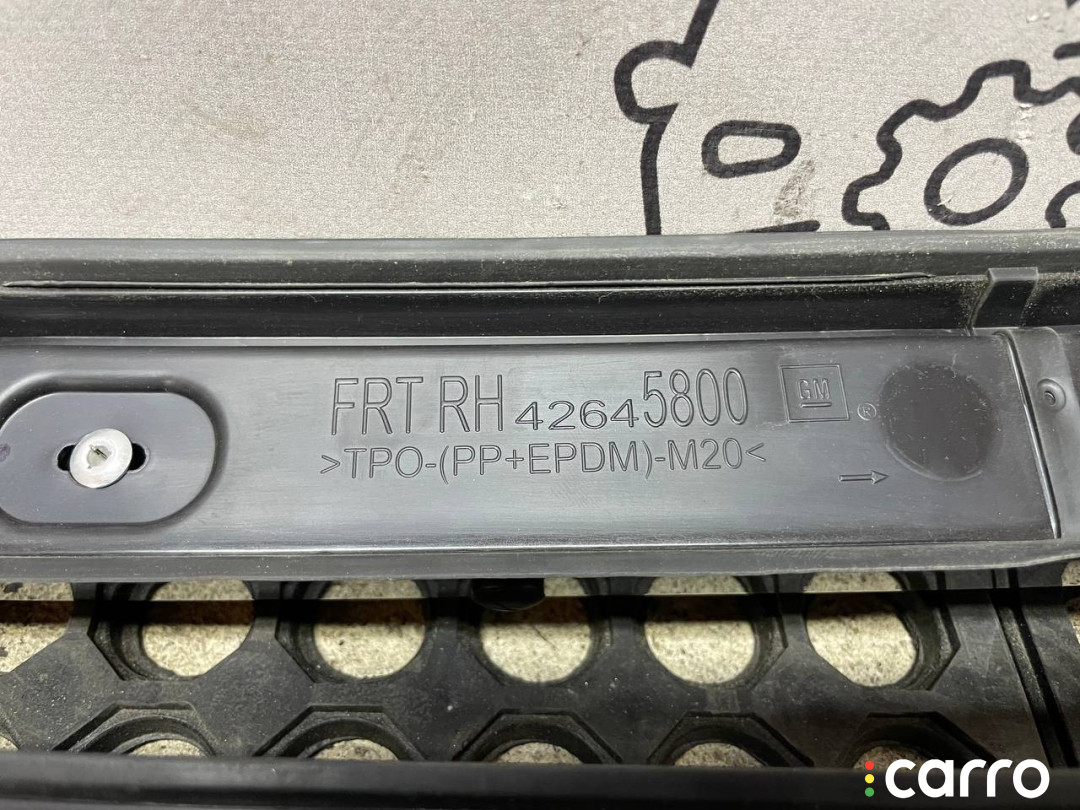 FRT RH 42645800 GM ®
>TPO-(PP+EPDM)-M20<
carro